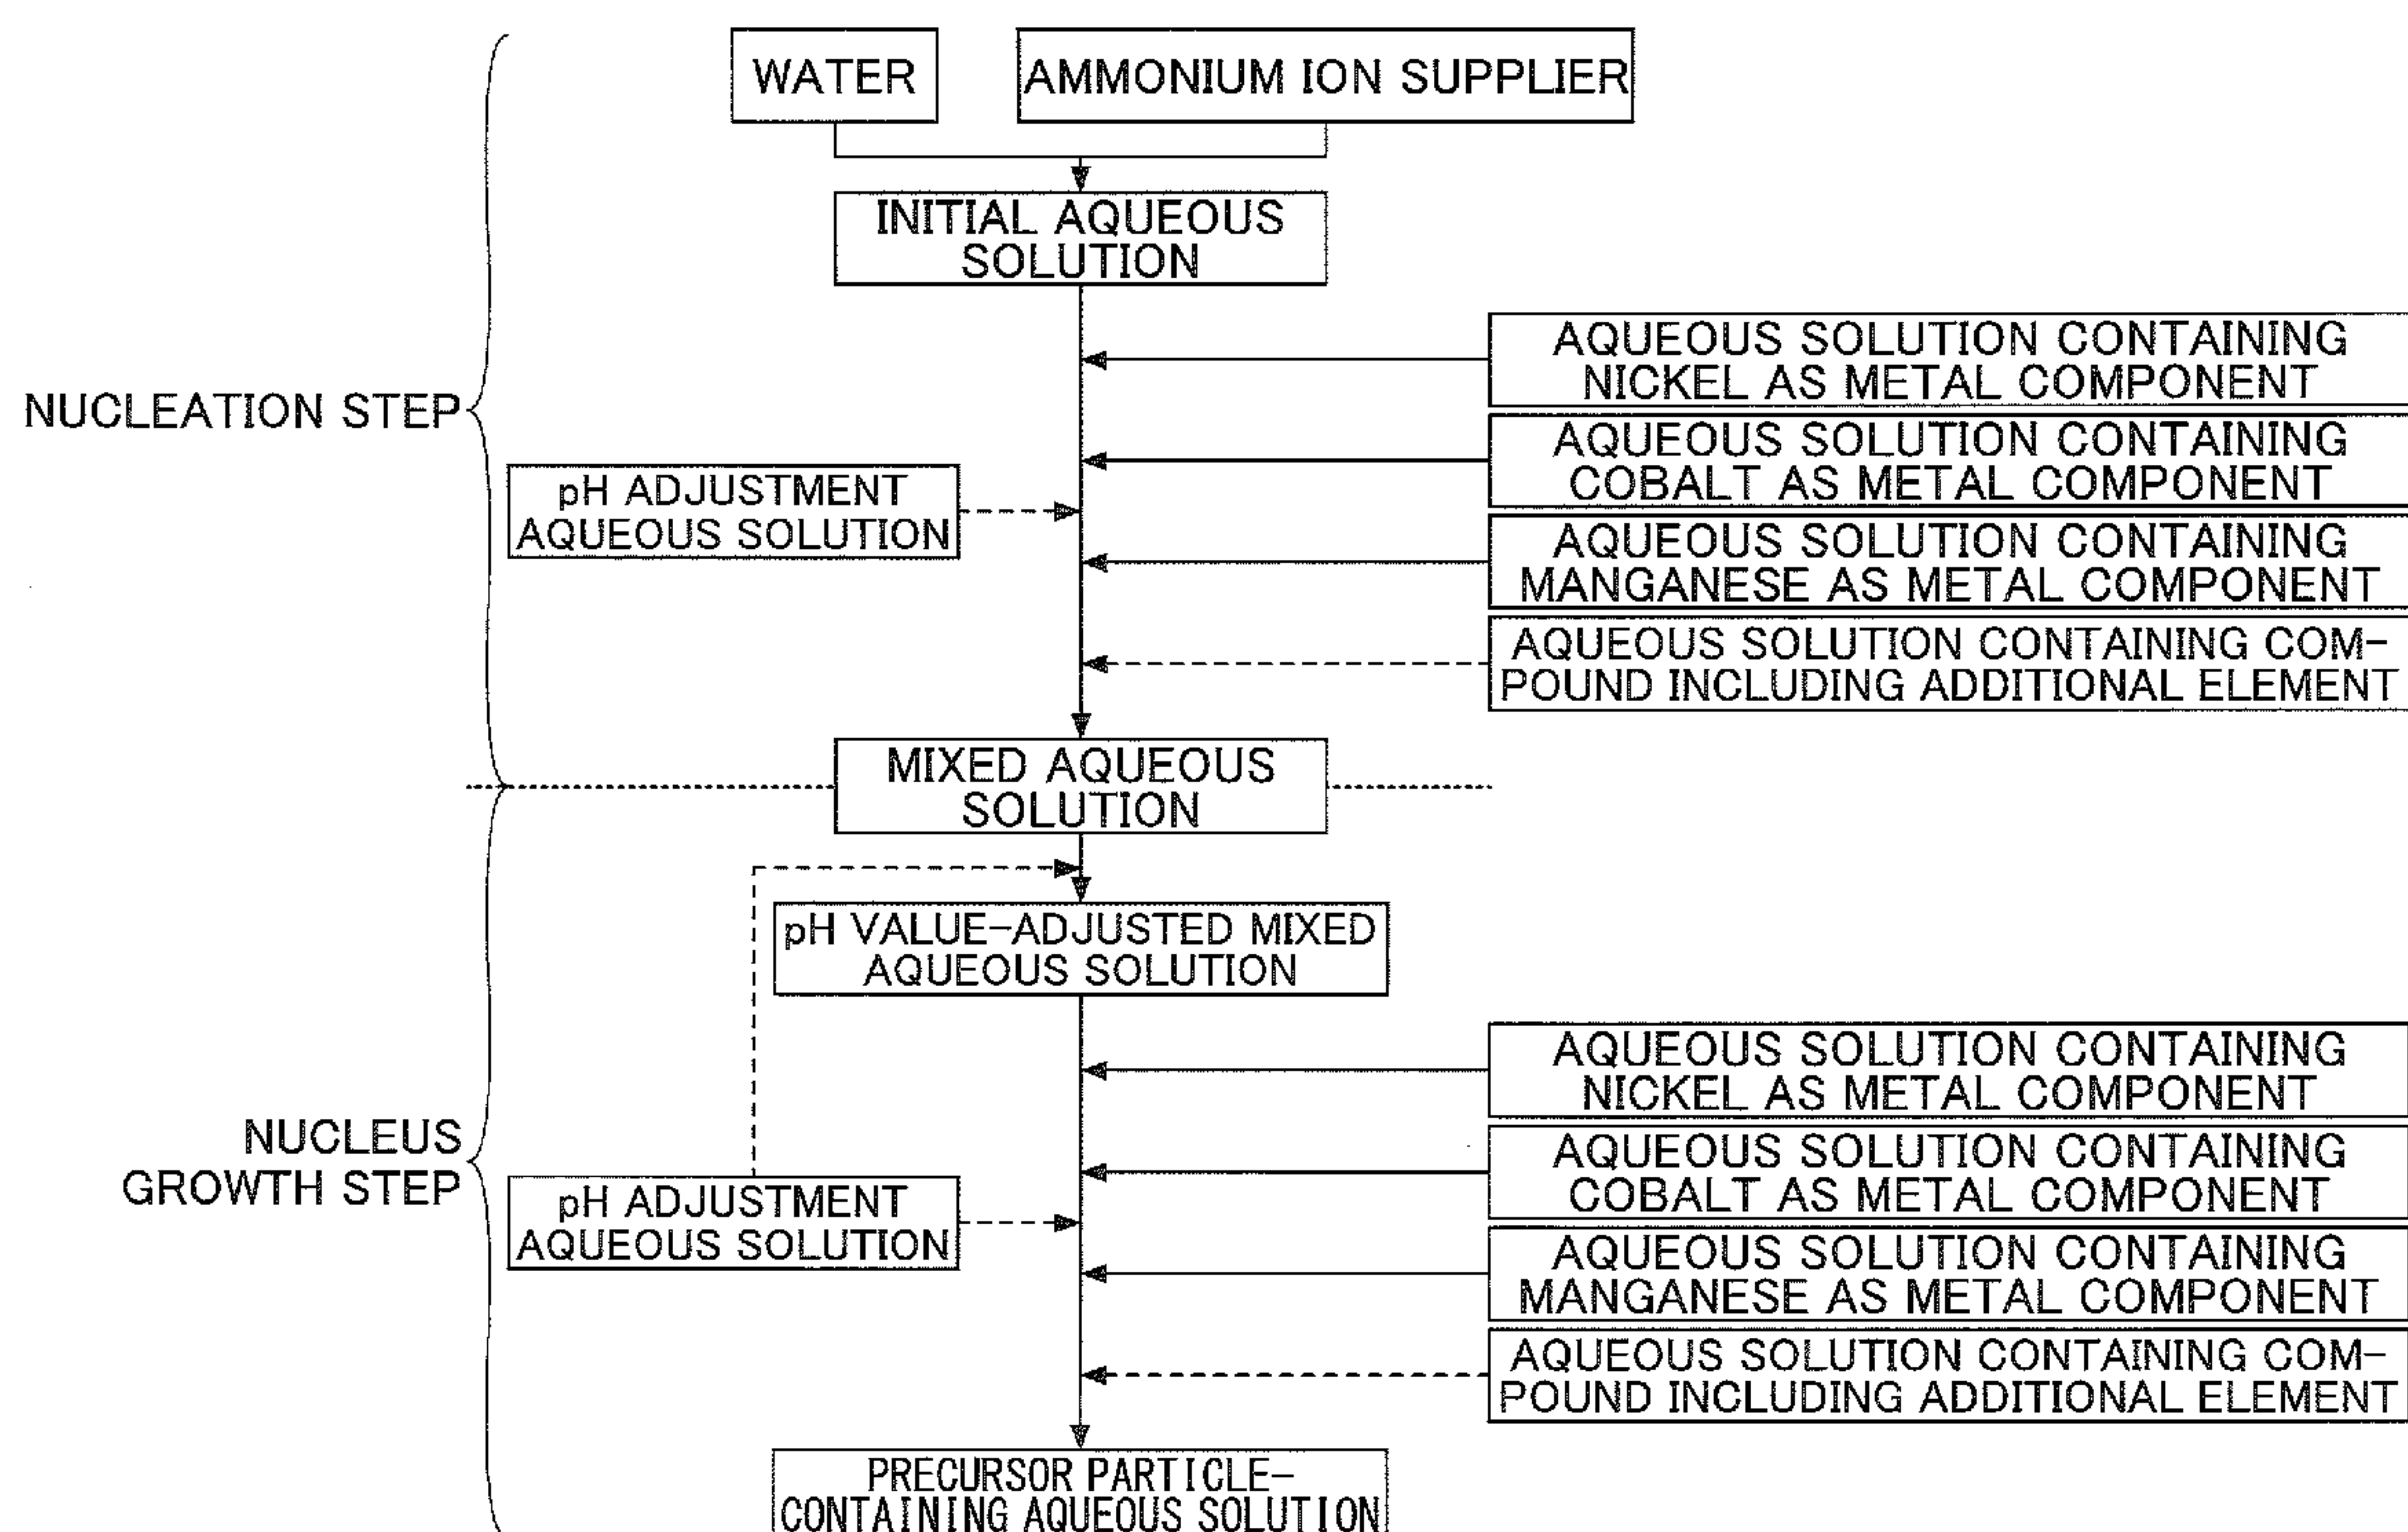 WATER
AMMONIUM ION SUPPLIER
INITIAL AQUEOUS
SOLUTION
AQUEOUS SOLUTION CONTAINING
NICKEL AS METAL COMPONENT
NUCLEATION STEP
AQUEOUS SOLUTION CONTAINING
COBALT AS METAL COMPONENT
pH ADJUSTMENT
AQUEOUS SOLUTION
AQUEOUS SOLUTION CONTAINING
MANGANESE AS METAL COMPONENT
AQUEOUS SOLUTION CONTAINING COM-
POUND INCLUDING ADDITIONAL ELEMENT
MIXED AQUEOUS
SOLUTION
pH VALUE-ADJUSTED MIXED
AQUEOUS SOLUTION
AQUEOUS SOLUTION CONTAINING
NICKEL AS METAL COMPONENT
NUCLEUS
GROWTH STEP
AQUEOUS SOLUTION CONTAINING
COBALT AS METAL COMPONENT
pH ADJUSTMENT
AQUEOUS SOLUTION
AQUEOUS SOLUTION CONTAINING
MANGANESE AS METAL COMPONENT
AQUEOUS SOLUTION CONTAINING COM-
POUND INCLUDING ADDITIONAL ELEMENT
PRECURSOR PARTICLE-
CONTAINING AQUEOUS SOLUTION